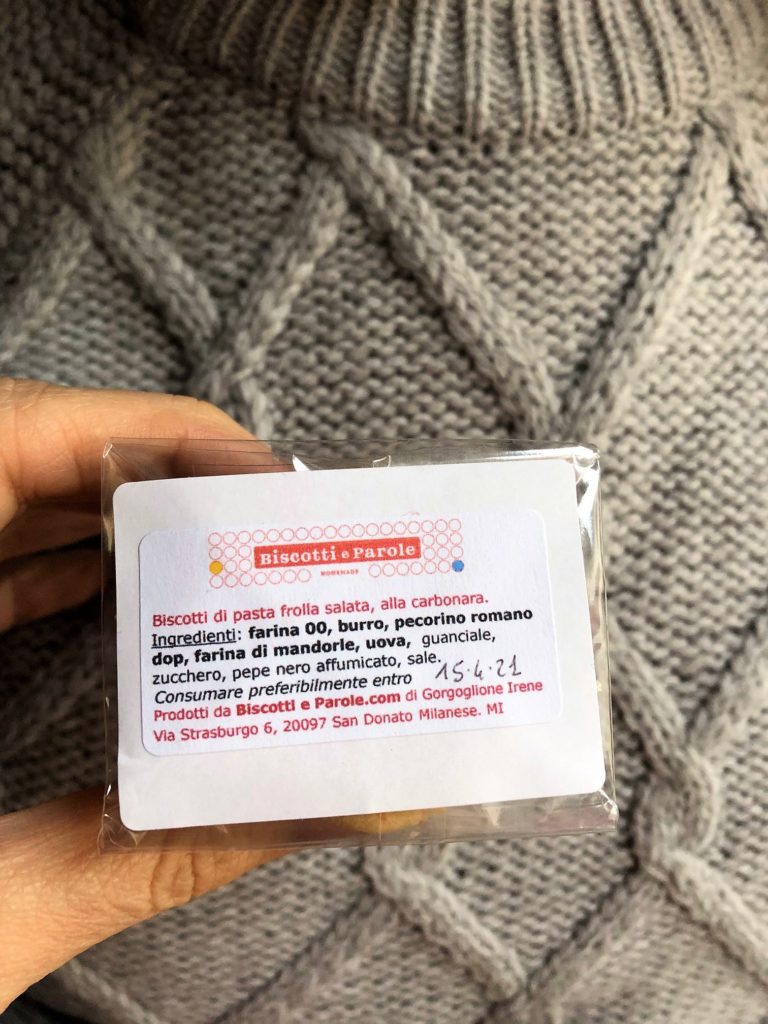 Biscotti e Parole
HOMEMADE
Biscotti di pasta frolla salata, alla carbonara.
Ingredienti: farina 00, burro, pecorino romano
dop, farina di mandorle, uova, guanciale,
zucchero, pepe nero affumicato, sale.
Consumare preferibilmente entro 15.4.21
Prodotti da Biscotti e Parole.com di Gorgoglione Irene
Via Strasburgo 6, 20097 San Donato Milanese. MI